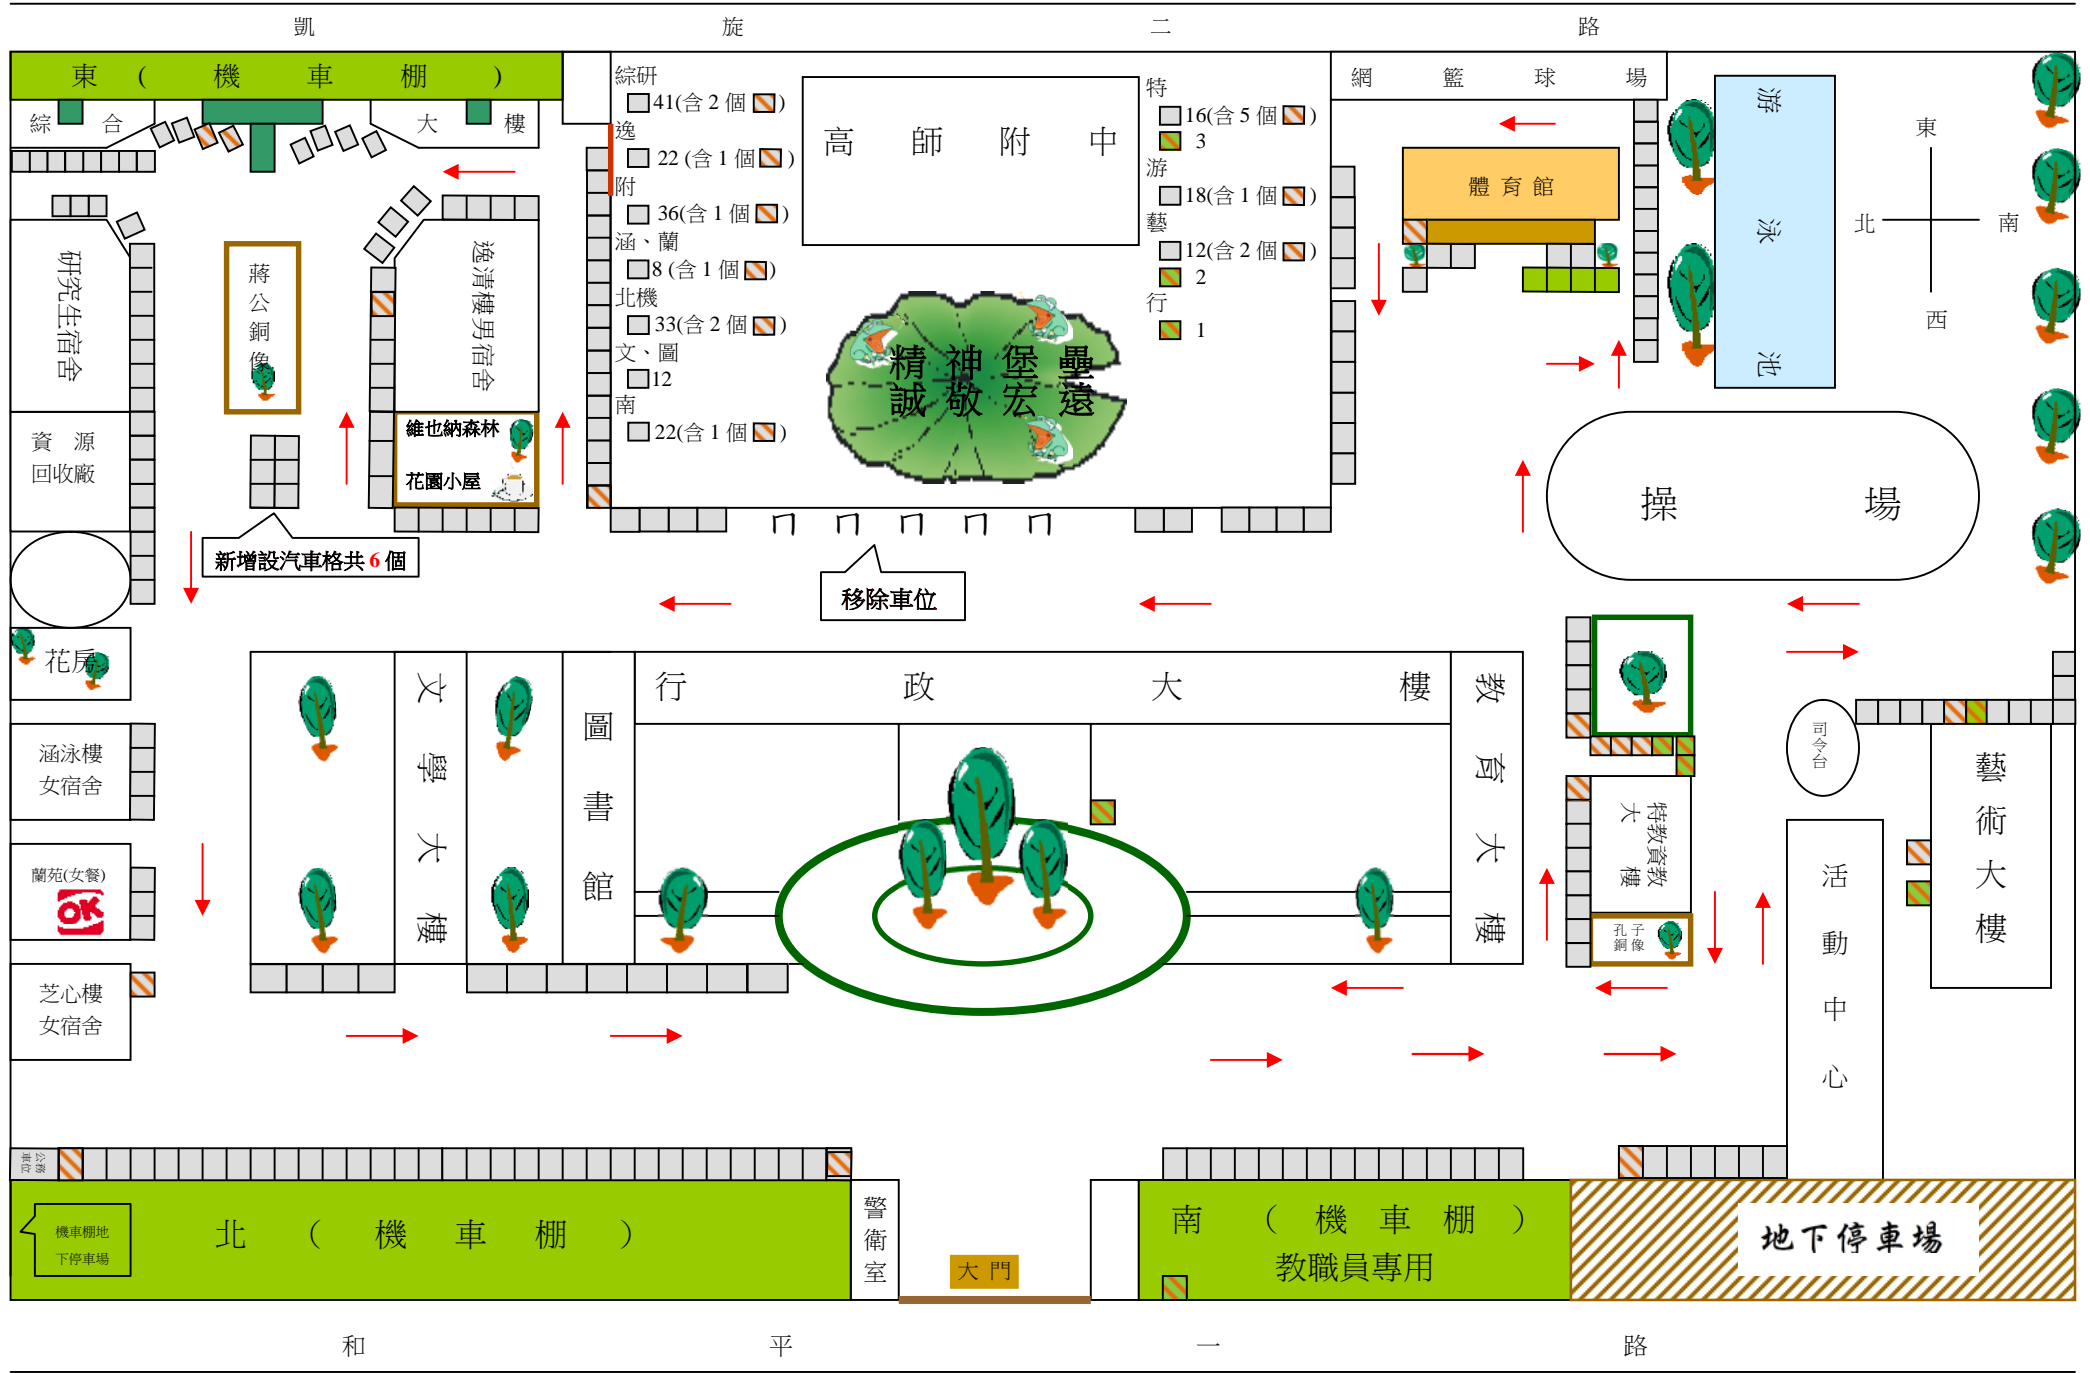 凱 旋 二 路
東 ( 機 車 棚 )
綜 合 大 樓
綜研
41(含 2 個 )
逸
22 (含 1 個 )
附
36(含 1 個 )
涵、蘭
8 (含 1 個 )
北機
33(含 2 個 )
文、圖
12
南
22(含 1 個 )
高 師 附 中
特
16(含 5 個 )
3
游
18(含 1 個 )
藝
12(含 2 個 )
2
行
1
網 籃 球 場
體 育 館
游 泳 池
東
北 南
西
研究生宿舍
蔣公銅像
逸清樓男宿舍
精 神 堡 壘
誠 敬 宏 遠
維也納森林
花園小屋
資 源
回收廠
新增設汽車格共 6 個
移除車位
操 場
花房
涵泳樓
女宿舍
蘭苑(女餐)
OK
芝心樓
女宿舍
文 學 大 樓
圖 書 館
行 政 大 樓
教 育 大 樓
特教資教
大 樓
孔子
銅像
司令台
藝 術 大 樓
活 動 中 心
公務
車位
機車棚地
下停車場
北 ( 機 車 棚 )
警衛室
大 門
南 ( 機 車 棚 )
教職員專用
地下停車場
和 平 一 路